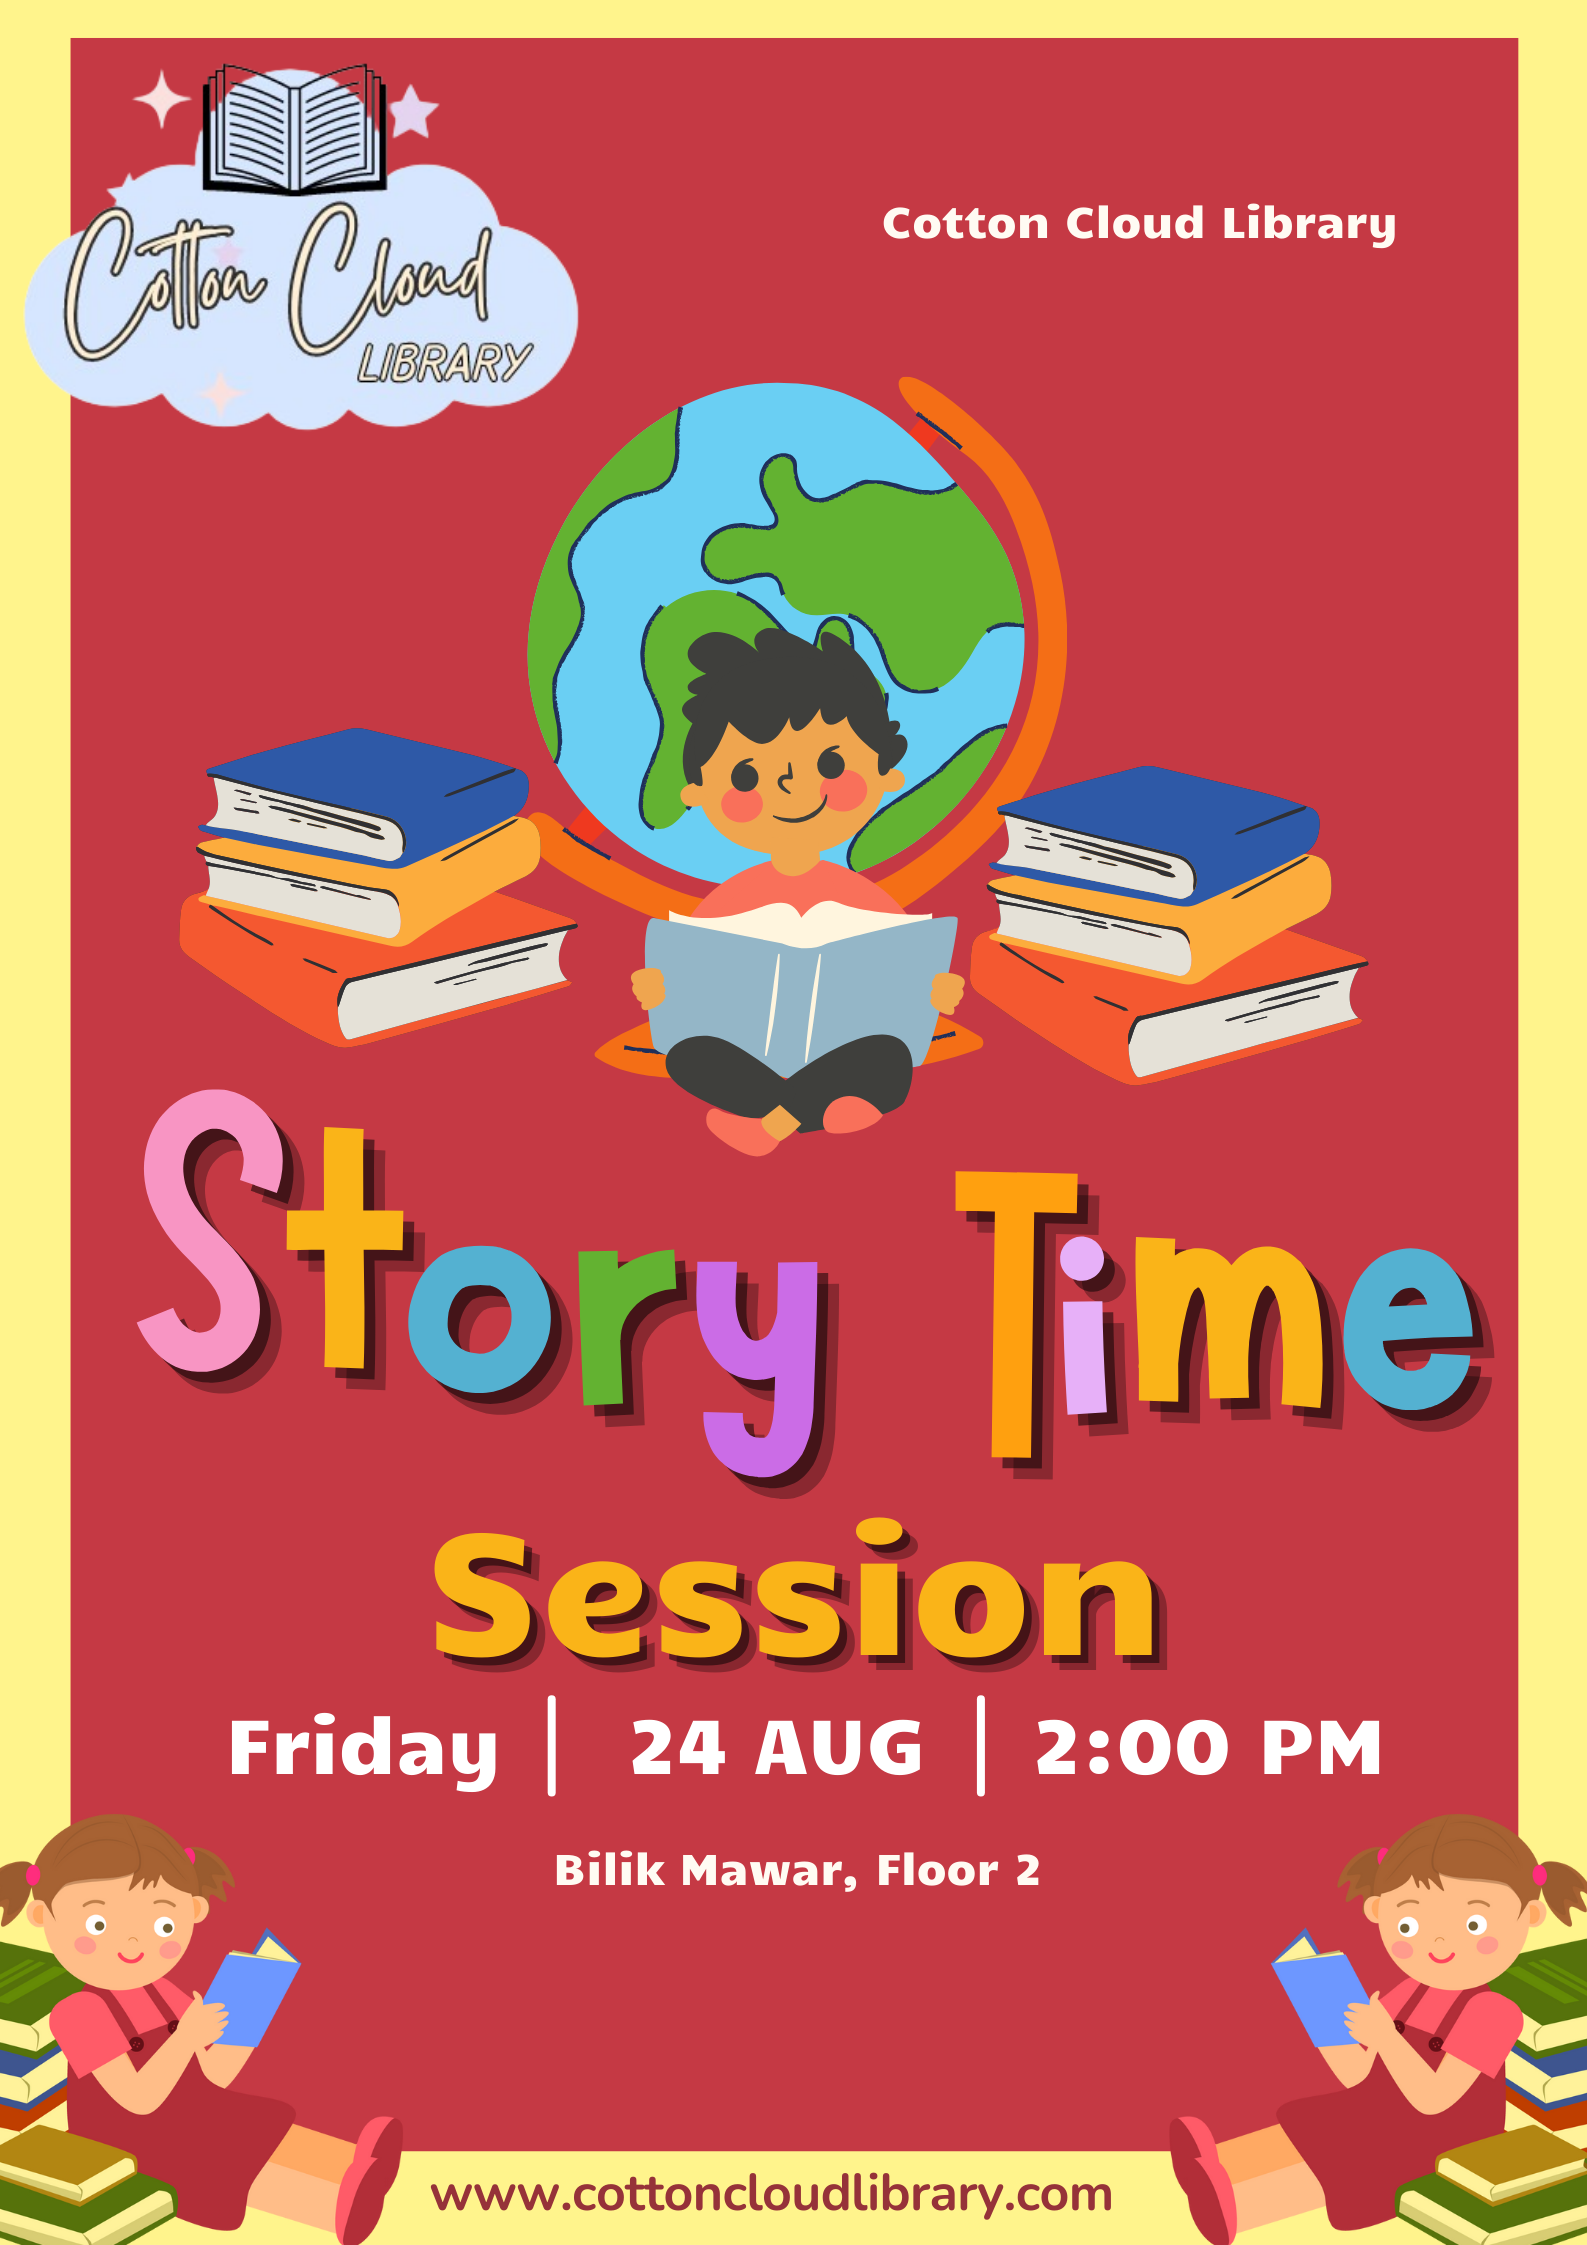 Cotton Cloud
LIBRARY
Cotton Cloud Library
Story Time
Session
Friday | 24 AUG | 2:00 PM
Bilik Mawar, Floor 2
www.cottoncloudlibrary.com